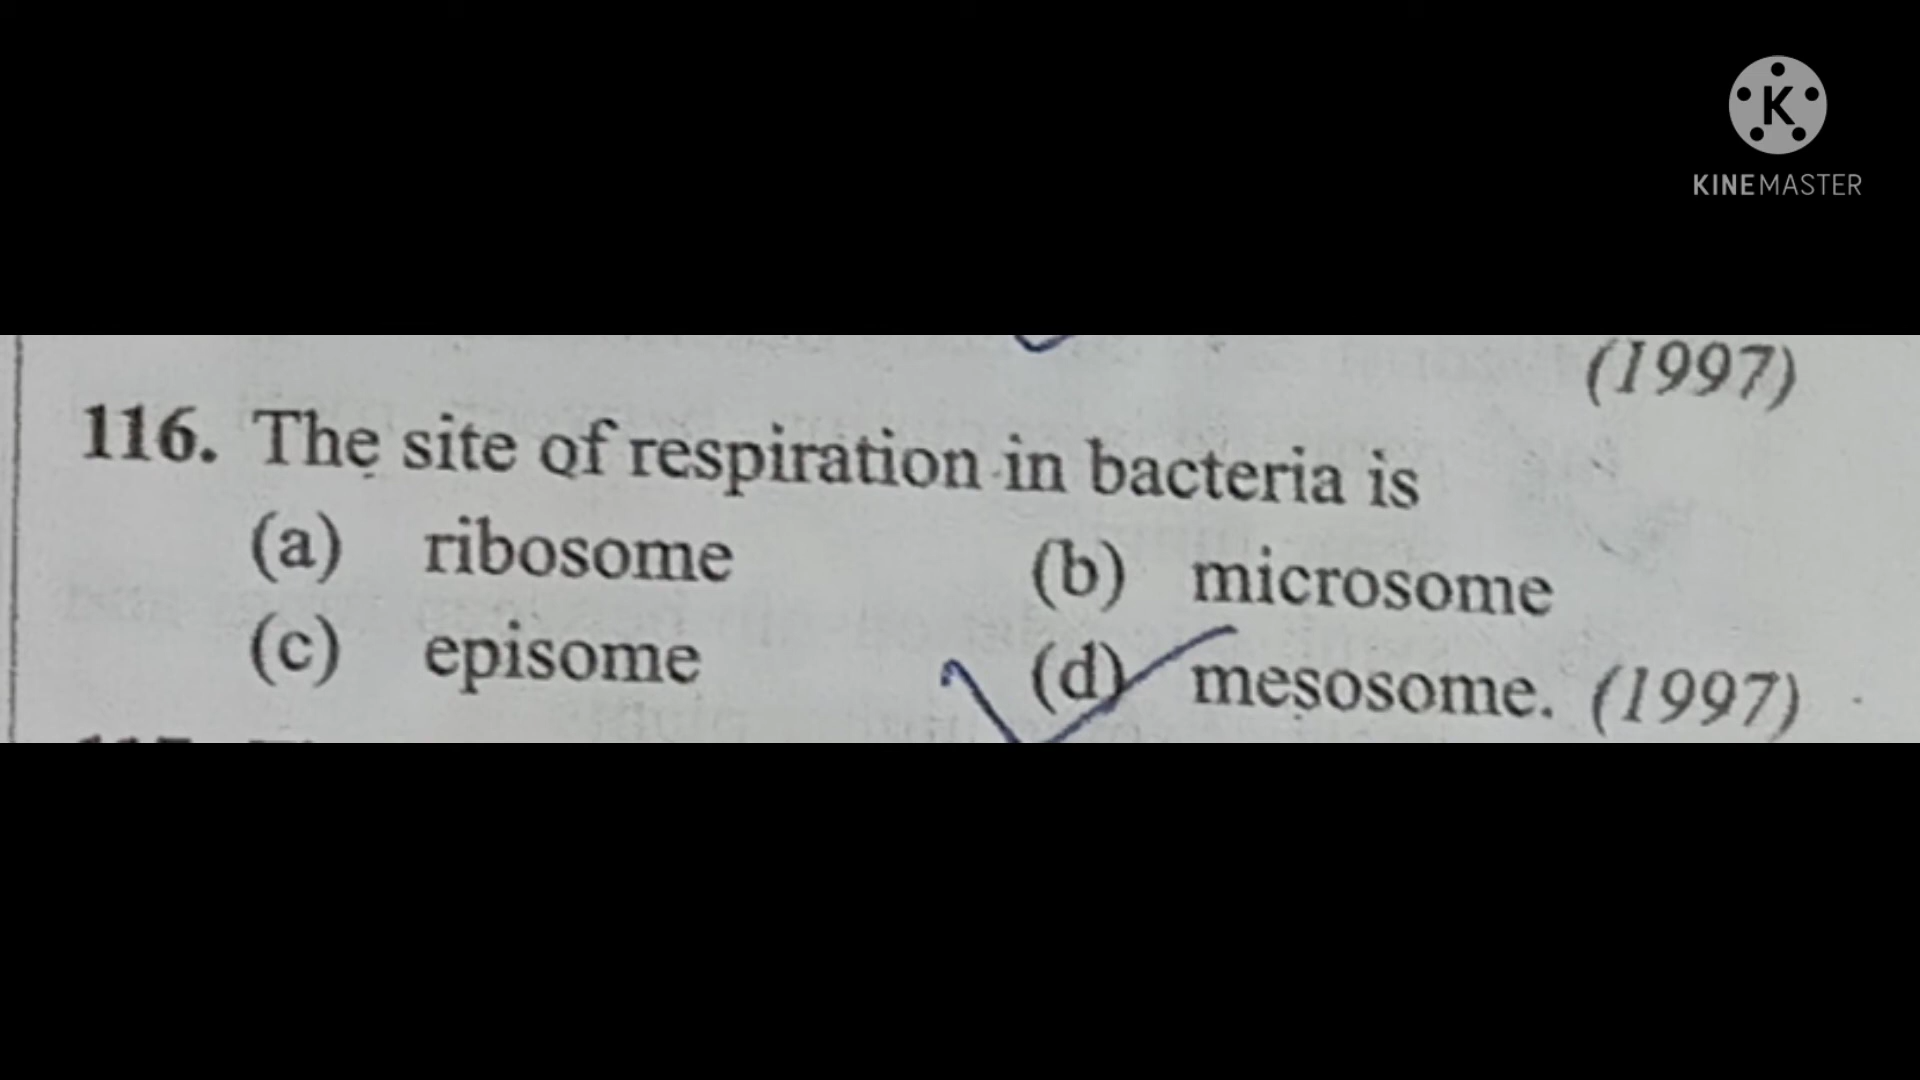 K
KINEMASTER
(1997)
116. The site of respiration in bacteria is
(a) ribosome (b) microsome
(c) episome (d) mesosome. (1997)